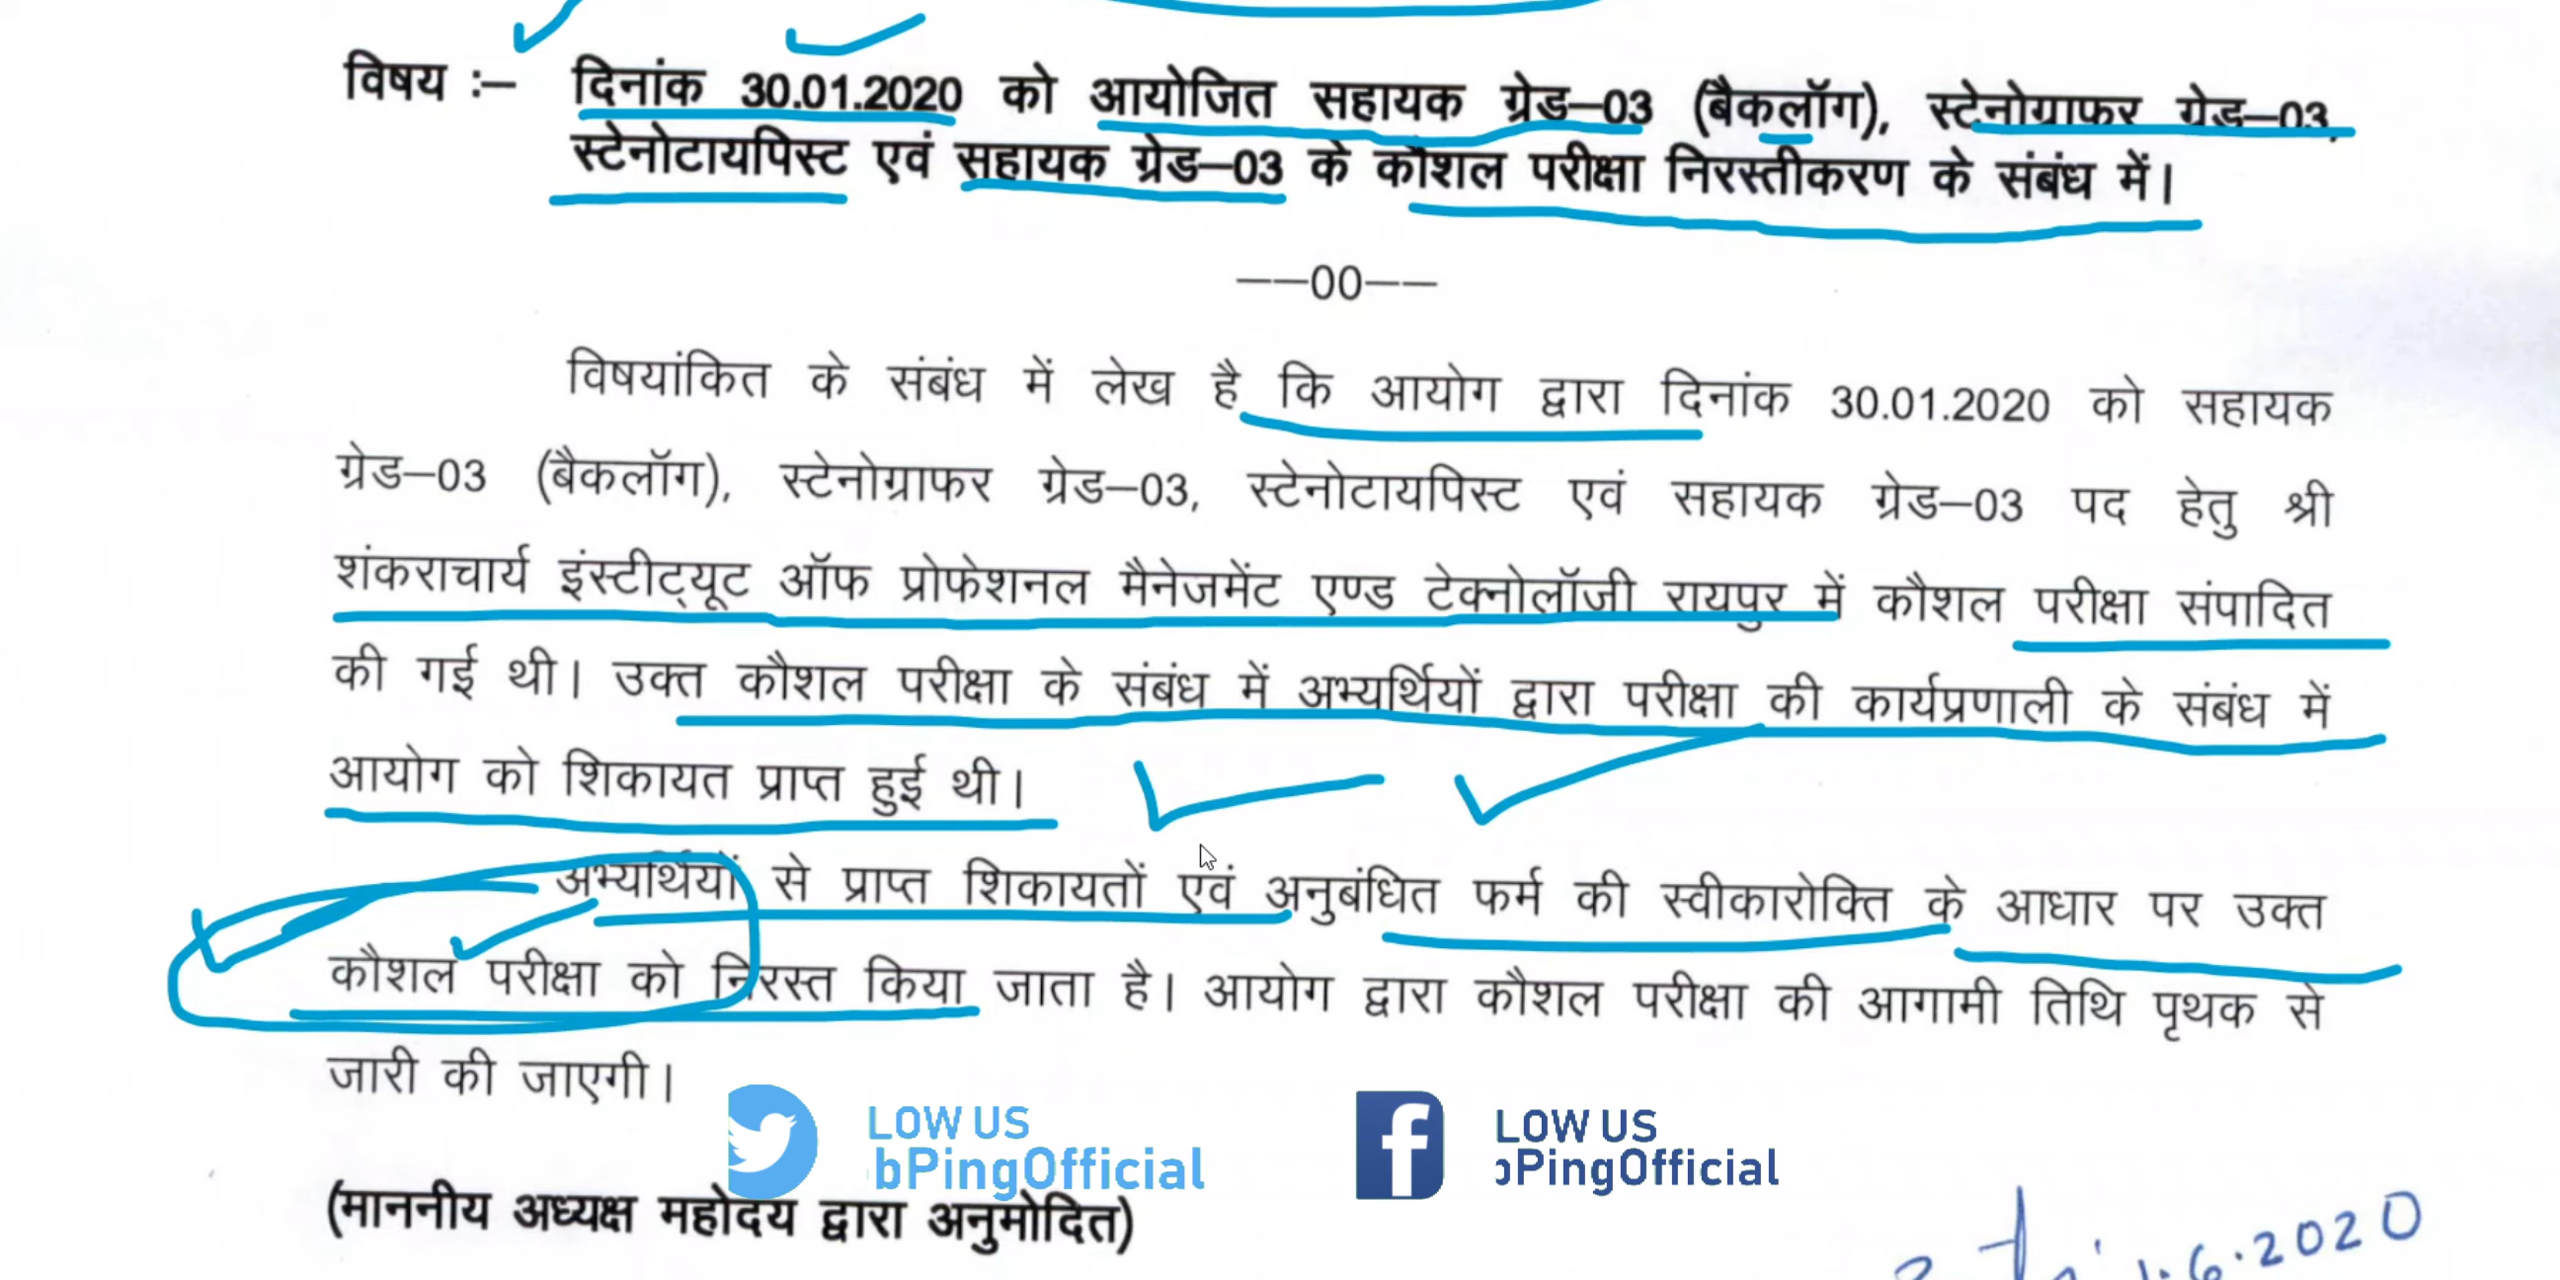 विषय :– दिनांक 30.01.2020 को आयोजित सहायक ग्रेड–03 (बैकलॉग), स्टेनोग्राफर ग्रेड–03,
स्टेनोटायपिस्ट एवं सहायक ग्रेड–03 के कौशल परीक्षा निरस्तीकरण के संबंध में।
——00——
विषयांकित के संबंध में लेख है कि आयोग द्वारा दिनांक 30.01.2020 को सहायक
ग्रेड–03 (बैकलॉग), स्टेनोग्राफर ग्रेड–03, स्टेनोटायपिस्ट एवं सहायक ग्रेड–03 पद हेतु श्री
शंकराचार्य इंस्टीट्यूट ऑफ प्रोफेशनल मैनेजमेंट एण्ड टेक्नोलॉजी रायपुर में कौशल परीक्षा संपादित
की गई थी। उक्त कौशल परीक्षा के संबंध में अभ्यर्थियों द्वारा परीक्षा की कार्यप्रणाली के संबंध में
आयोग को शिकायत प्राप्त हुई थी।
अभ्यर्थियों से प्राप्त शिकायतों एवं अनुबंधित फर्म की स्वीकारोक्ति के आधार पर उक्त
कौशल परीक्षा को निरस्त किया जाता है। आयोग द्वारा कौशल परीक्षा की आगामी तिथि पृथक से
जारी की जाएगी।
LOW US
bPingOfficial
LOW US
PingOfficial
(माननीय अध्यक्ष महोदय द्वारा अनुमोदित)
6.2020